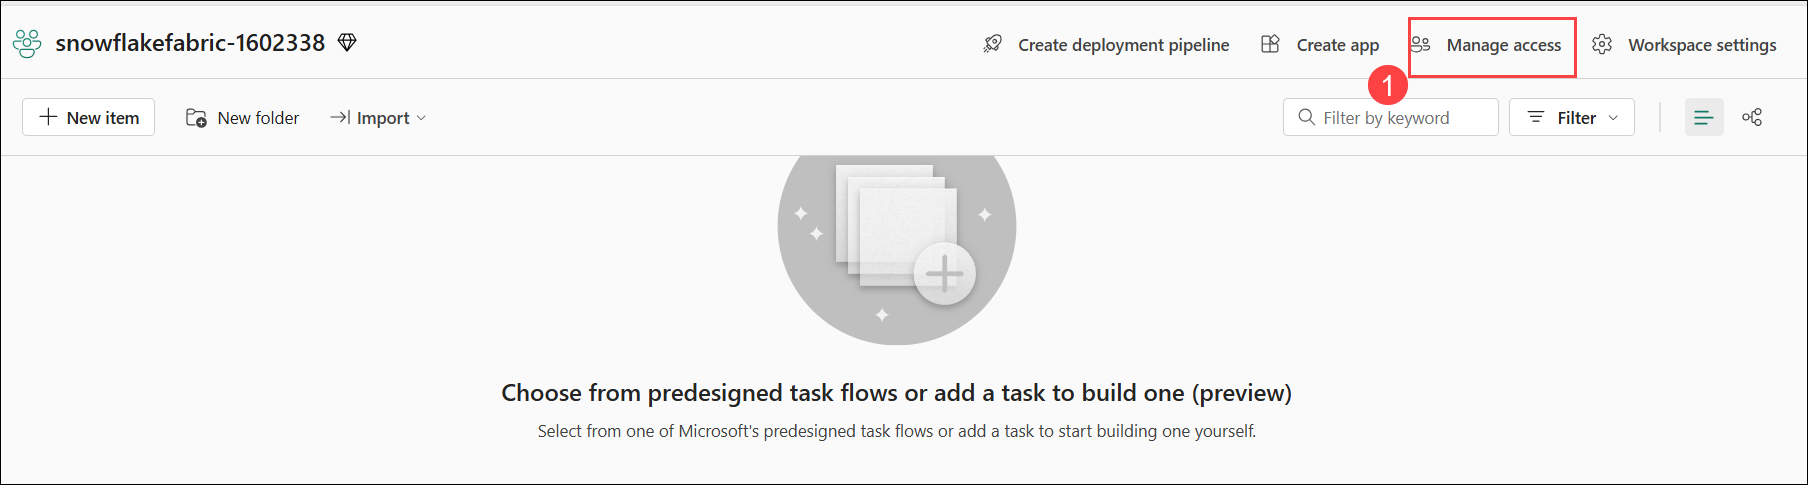 snowflakefabric-1602338
Create deployment pipeline Create app Manage access Workspace settings
1
New item New folder Import Filter by keyword Filter
Choose from predesigned task flows or add a task to build one (preview)
Select from one of Microsoft's predesigned task flows or add a task to start building one yourself.